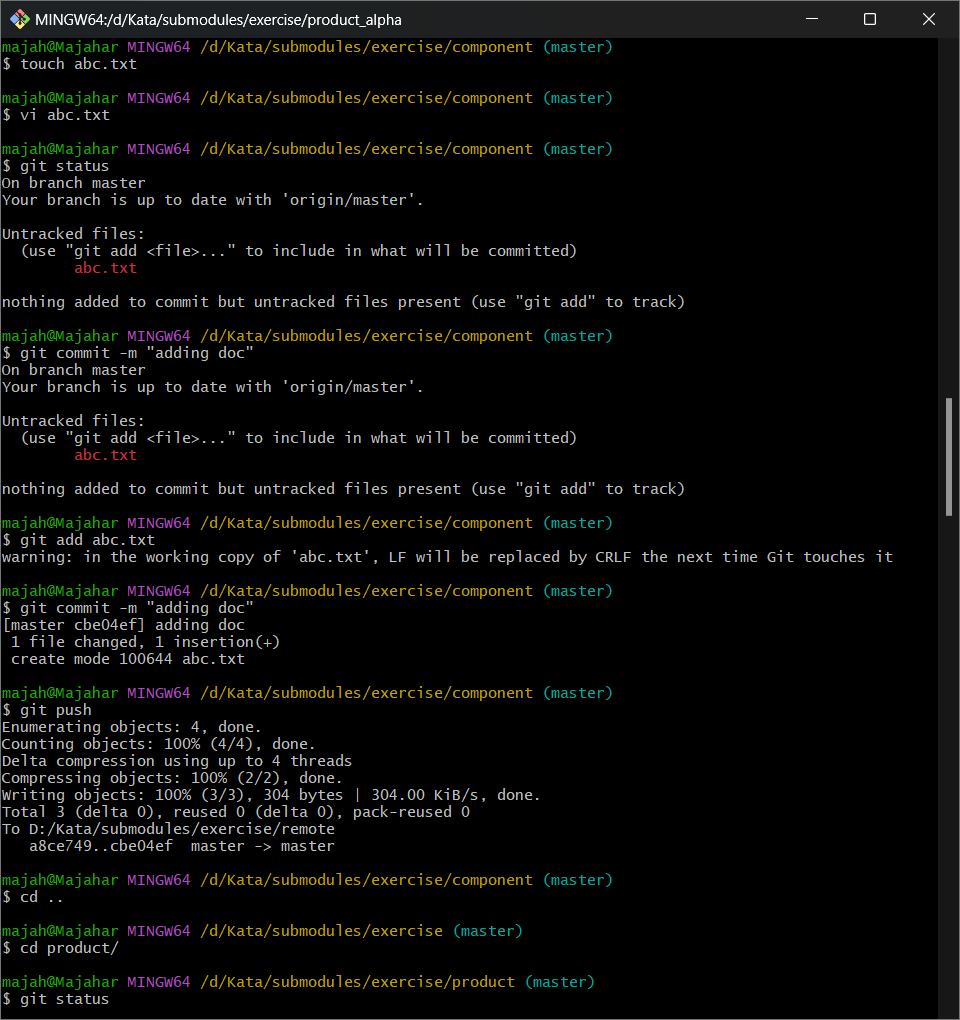 MINGW64:/d/Kata/submodules/exercise/product_alpha
majah@Majahar MINGW64 /d/Kata/submodules/exercise/component (master)
$ touch abc.txt
majah@Majahar MINGW64 /d/Kata/submodules/exercise/component (master)
$ vi abc.txt
majah@Majahar MINGW64 /d/Kata/submodules/exercise/component (master)
$ git status
On branch master
Your branch is up to date with 'origin/master'.
Untracked files:
  (use "git add <file>..." to include in what will be committed)
        abc.txt
nothing added to commit but untracked files present (use "git add" to track)
majah@Majahar MINGW64 /d/Kata/submodules/exercise/component (master)
$ git commit -m "adding doc"
On branch master
Your branch is up to date with 'origin/master'.
Untracked files:
  (use "git add <file>..." to include in what will be committed)
        abc.txt
nothing added to commit but untracked files present (use "git add" to track)
majah@Majahar MINGW64 /d/Kata/submodules/exercise/component (master)
$ git add abc.txt
warning: in the working copy of 'abc.txt', LF will be replaced by CRLF the next time Git touches it
majah@Majahar MINGW64 /d/Kata/submodules/exercise/component (master)
$ git commit -m "adding doc"
[master cbe04ef] adding doc
 1 file changed, 1 insertion(+)
 create mode 100644 abc.txt
majah@Majahar MINGW64 /d/Kata/submodules/exercise/component (master)
$ git push
Enumerating objects: 4, done.
Counting objects: 100% (4/4), done.
Delta compression using up to 4 threads
Compressing objects: 100% (2/2), done.
Writing objects: 100% (3/3), 304 bytes | 304.00 KiB/s, done.
Total 3 (delta 0), reused 0 (delta 0), pack-reused 0
To D:/Kata/submodules/exercise/remote
   a8ce749..cbe04ef  master -> master
majah@Majahar MINGW64 /d/Kata/submodules/exercise/component (master)
$ cd ..
majah@Majahar MINGW64 /d/Kata/submodules/exercise (master)
$ cd product/
majah@Majahar MINGW64 /d/Kata/submodules/exercise/product (master)
$ git status